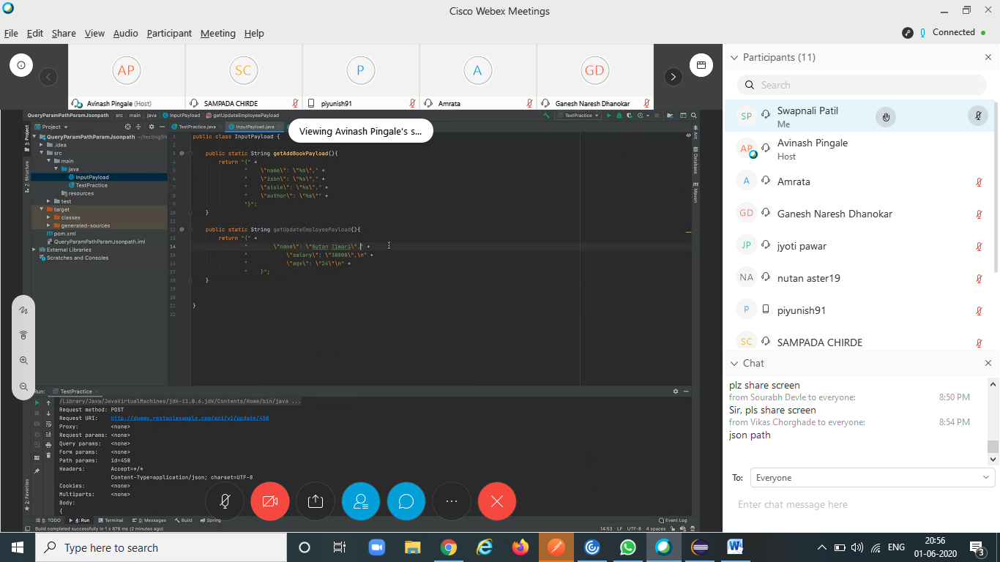 Cisco Webex Meetings
File Edit Share View Audio Participant Meeting Help
Connected
AP SC P A GD
Avinash Pingale (Host) SAMPADA CHIRDE piyunish91 Amrata Ganesh Naresh Dhanokar
Viewing Avinash Pingale's s...
QueryParamPathParamJsonpath src main java InputPayload getUpdateEmployeePayload
TestPractice
Project
TestPractice.java InputPayload.java
1: Project
Z: Structure
2: Favorites
Ant
Database
Maven
QueryParamPathParamJsonpath ~/testingSh
.idea
src
main
java
InputPayload
TestPractice
resources
test
target
classes
generated-sources
pom.xml
QueryParamPathParamJsonpath.iml
External Libraries
Scratches and Consoles
1 public class InputPayload {
2
3 public static String getAddBookPayload(){
4 return "{" +
5 " \"name\": \"%s\"," +
6 " \"isbn\": \"%s\"," +
7 " \"aisle\": \"%s\"," +
8 " \"author\": \"%s\"" +
9 "}";
10 }
11
12 public static String getUpdateEmployeePayload(){
13 return "{" +
14 " \"name\": \"Nutan Tiwari\"," +
15 " \"salary\": \"30000\",\n" +
16 " \"age\": \"24\"\n" +
17 " }";
18 }
19
20
21 }
22
Run: TestPractice
/Library/Java/JavaVirtualMachines/jdk-11.0.6.jdk/Contents/Home/bin/java ...
Request method: POST
Request URI: http://dummy.restapiexample.com/api/v1/update/450
Proxy: <none>
Request params: <none>
Query params: <none>
Form params: <none>
Path params: id=450
Headers: Accept=*/*
Content-Type=application/json; charset=UTF-8
Cookies: <none>
Multiparts: <none>
Body:
{
6: TODO 4: Run Terminal 0: Messages Build Spring Event Log
Build completed successfully in 1 s 876 ms (2 minutes ago) 14:53 LF UTF-8 4 spaces
Participants (11)
Search
SP Swapnali Patil
Me
AP Avinash Pingale
Host
A Amrata
GD Ganesh Naresh Dhanokar
JP jyoti pawar
NA nutan aster19
P piyunish91
SC SAMPADA CHIRDE
Chat
plz share screen
from Sourabh Devle to everyone: 8:50 PM
Sir, pls share screen
from Vikas Chorghade to everyone: 8:54 PM
json path
To: Everyone
Enter chat message here
Type here to search
ENG
20:56
01-06-2020
3